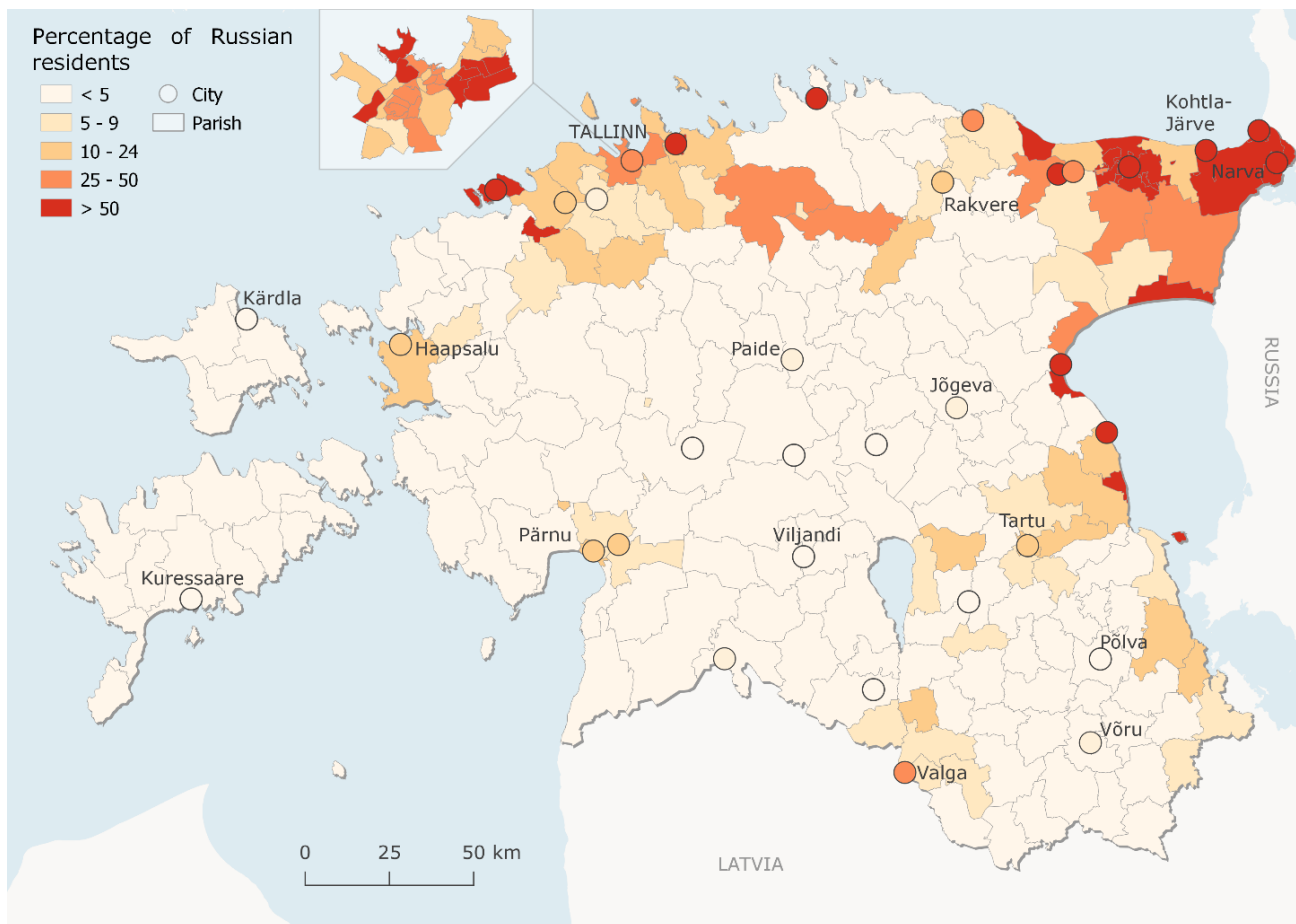 Percentage of Russian
residents
< 5
5 - 9
10 - 24
25 - 50
> 50
City
Parish
TALLINN
Kohtla-
Järve
Narva
Rakvere
Kärdla
Haapsalu
Paide
Jõgeva
RUSSIA
Pärnu
Viljandi
Tartu
Kuressaare
Põlva
Võru
Valga
0 25 50 km
LATVIA